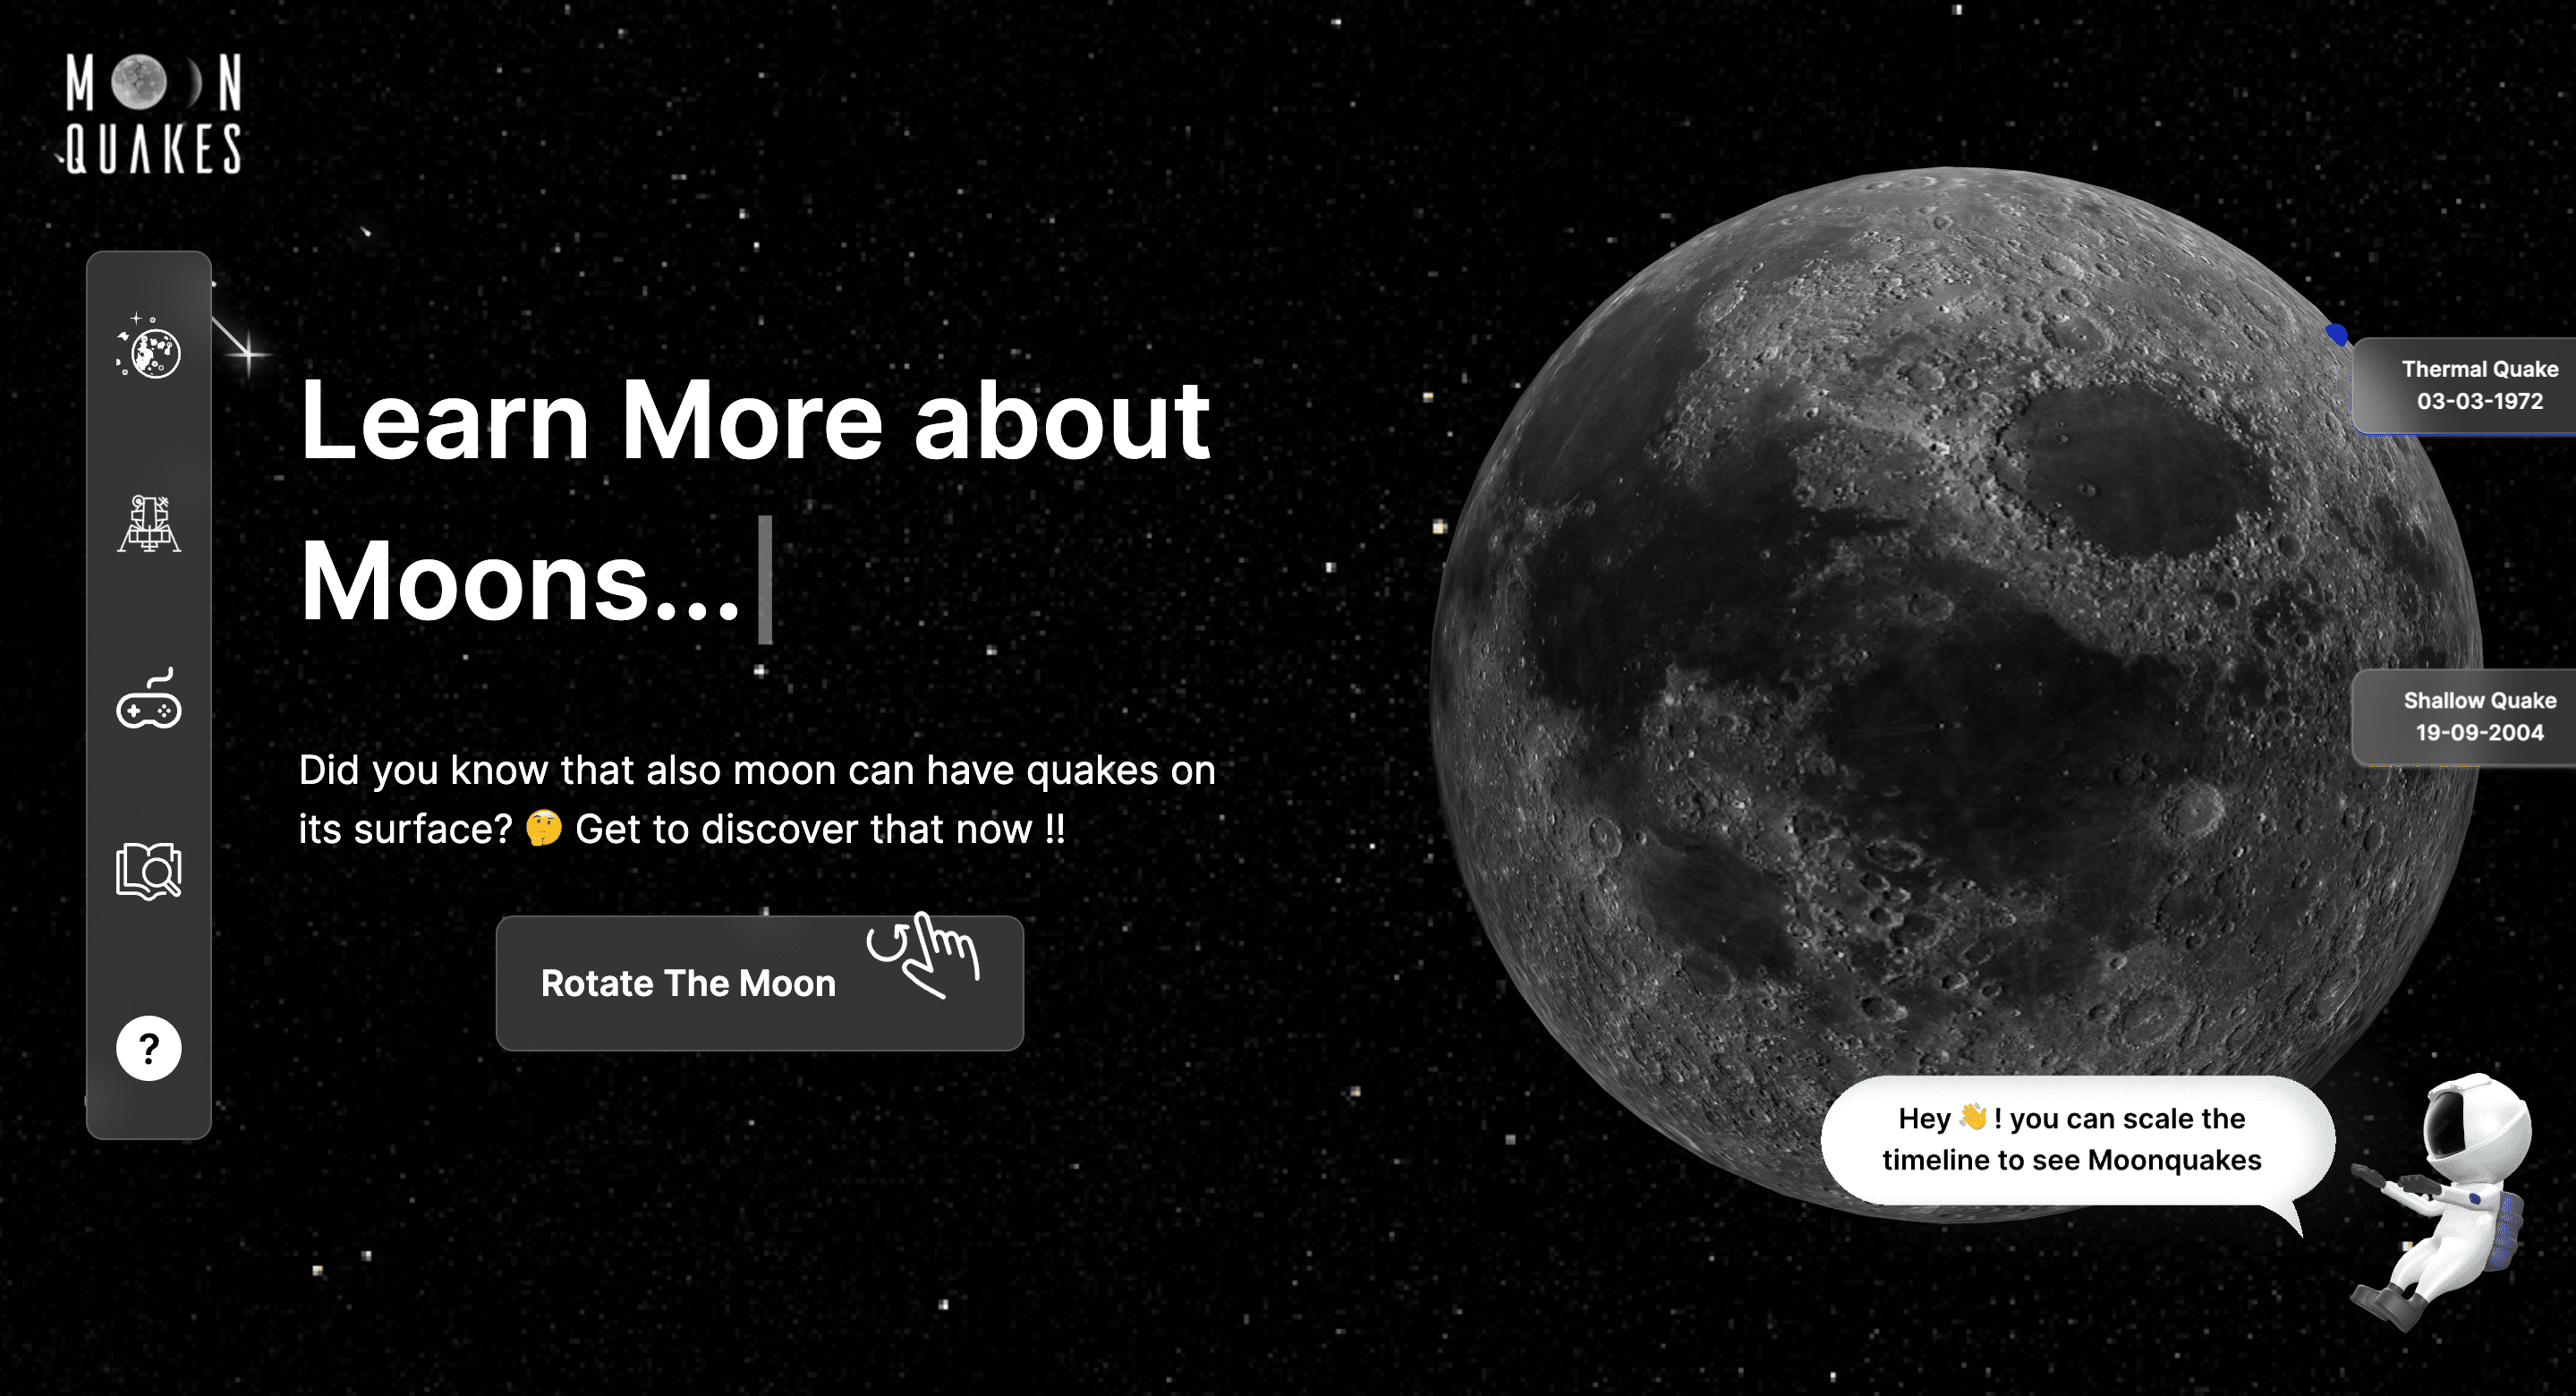 MOON
QUAKES
Learn More about
Moons...
Did you know that also moon can have quakes on
its surface? 🤔 Get to discover that now !!
Rotate The Moon
?
Thermal Quake
03-03-1972
Shallow Quake
19-09-2004
Hey 👋 ! you can scale the
timeline to see Moonquakes